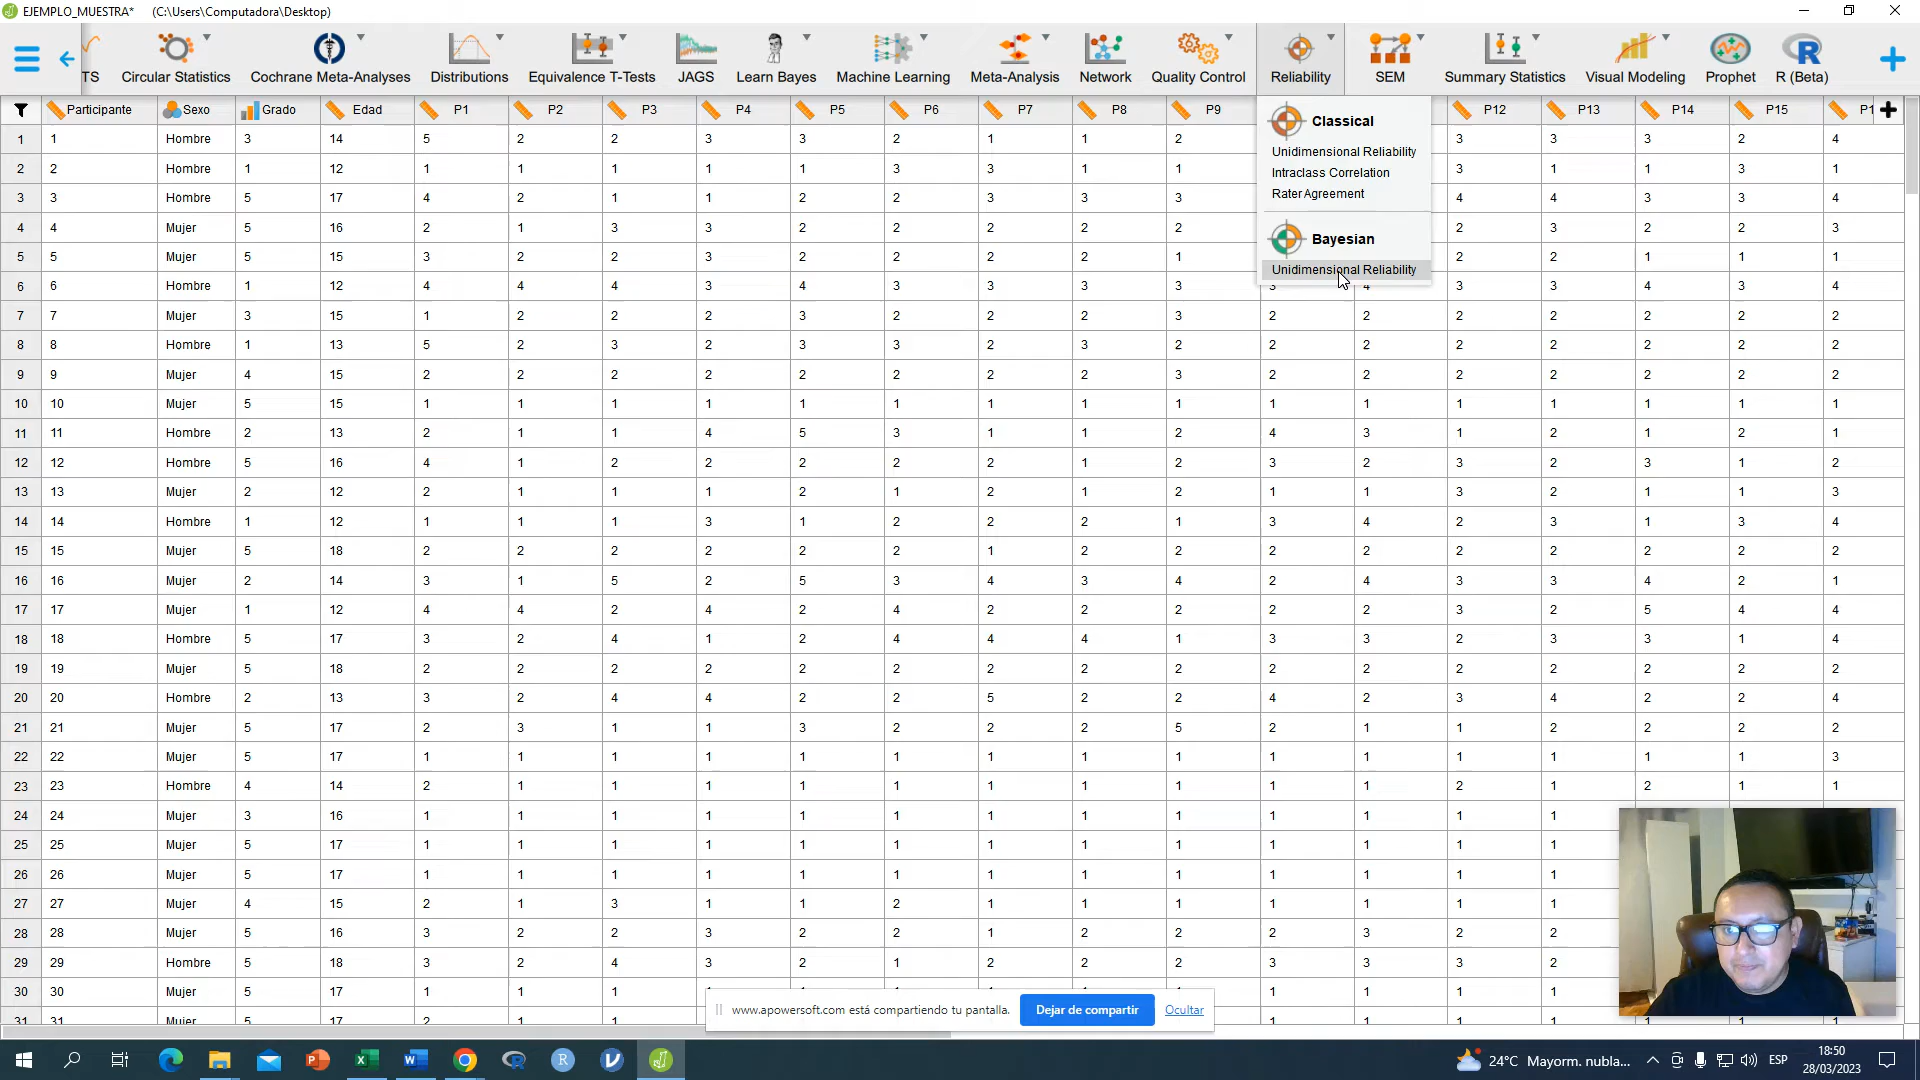 EJEMPLO_MUESTRA* (C:\Users\Computadora\Desktop)
TS Circular Statistics Cochrane Meta-Analyses Distributions Equivalence T-Tests JAGS Learn Bayes Machine Learning Meta-Analysis Network Quality Control Reliability SEM Summary Statistics Visual Modeling Prophet R (Beta)
Participante Sexo Grado Edad P1 P2 P3 P4 P5 P6 P7 P8 P9 P12 P13 P14 P15 P1
Classical
Unidimensional Reliability
Intraclass Correlation
Rater Agreement
Bayesian
Unidimensional Reliability
1 1 Hombre 3 14 5 2 2 3 3 2 1 1 2 3 3 3 2 4
2 2 Hombre 1 12 1 1 1 1 1 3 3 1 1 3 1 1 3 1
3 3 Hombre 5 17 4 2 1 1 2 2 3 3 3 4 4 3 3 4
4 4 Mujer 5 16 2 1 3 3 2 2 2 2 2 2 3 2 2 3
5 5 Mujer 5 15 3 2 2 3 2 2 2 2 1 2 2 1 1 1
6 6 Hombre 1 12 4 4 4 3 4 3 3 3 3 3 4 3 3 4 3 4
7 7 Mujer 3 15 1 2 2 2 3 2 2 2 3 2 2 2 2 2 2 2
8 8 Hombre 1 13 5 2 3 2 3 3 2 3 2 2 2 2 2 2 2 2
9 9 Mujer 4 15 2 2 2 2 2 2 2 2 3 2 2 2 2 2 2 2
10 10 Mujer 5 15 1 1 1 1 1 1 1 1 1 1 1 1 1 1 1 1
11 11 Hombre 2 13 2 1 1 4 5 3 1 1 2 4 3 1 2 1 2 1
12 12 Hombre 5 16 4 1 2 2 2 2 2 1 2 3 2 3 2 3 1 2
13 13 Mujer 2 12 2 1 1 1 2 1 2 1 2 1 1 3 2 1 1 3
14 14 Hombre 1 12 1 1 1 3 1 2 2 2 1 3 4 2 3 1 3 4
15 15 Mujer 5 18 2 2 2 2 2 2 1 2 2 2 2 2 2 2 2 2
16 16 Mujer 2 14 3 1 5 2 5 3 4 3 4 2 4 3 3 4 2 1
17 17 Mujer 1 12 4 4 2 4 2 4 2 2 2 2 2 3 2 5 4 4
18 18 Hombre 5 17 3 2 4 1 2 4 4 4 1 3 3 2 3 3 1 4
19 19 Mujer 5 18 2 2 2 2 2 2 2 2 2 2 2 2 2 2 2 2
20 20 Hombre 2 13 3 2 4 4 2 2 5 2 2 4 2 3 4 2 2 4
21 21 Mujer 5 17 2 3 1 1 3 2 2 2 5 2 1 1 2 2 2 2
22 22 Mujer 5 17 1 1 1 1 1 1 1 1 1 1 1 1 1 1 1 3
23 23 Hombre 4 14 2 1 1 1 1 1 1 1 1 1 1 2 1 2 1 1
24 24 Mujer 3 16 1 1 1 1 1 1 1 1 1 1 1 1 1
25 25 Mujer 5 17 1 1 1 1 1 1 1 1 1 1 1 1 1
26 26 Mujer 5 17 1 1 1 1 1 1 1 1 1 1 1 1 1
27 27 Mujer 4 15 2 1 3 1 1 2 1 1 1 1 1 1 1
28 28 Mujer 5 16 3 2 2 3 2 2 1 2 2 2 3 2 2
29 29 Hombre 5 18 3 2 4 3 2 1 2 2 2 3 3 3 2
30 30 Mujer 5 17 1 1 1 1 1 1 1
31 31 Mujer 5 17 2 1 1 1 1 1 1
www.apowersoft.com está compartiendo tu pantalla. Dejar de compartir Ocultar
24°C Mayorm. nubla... ESP 18:50
28/03/2023